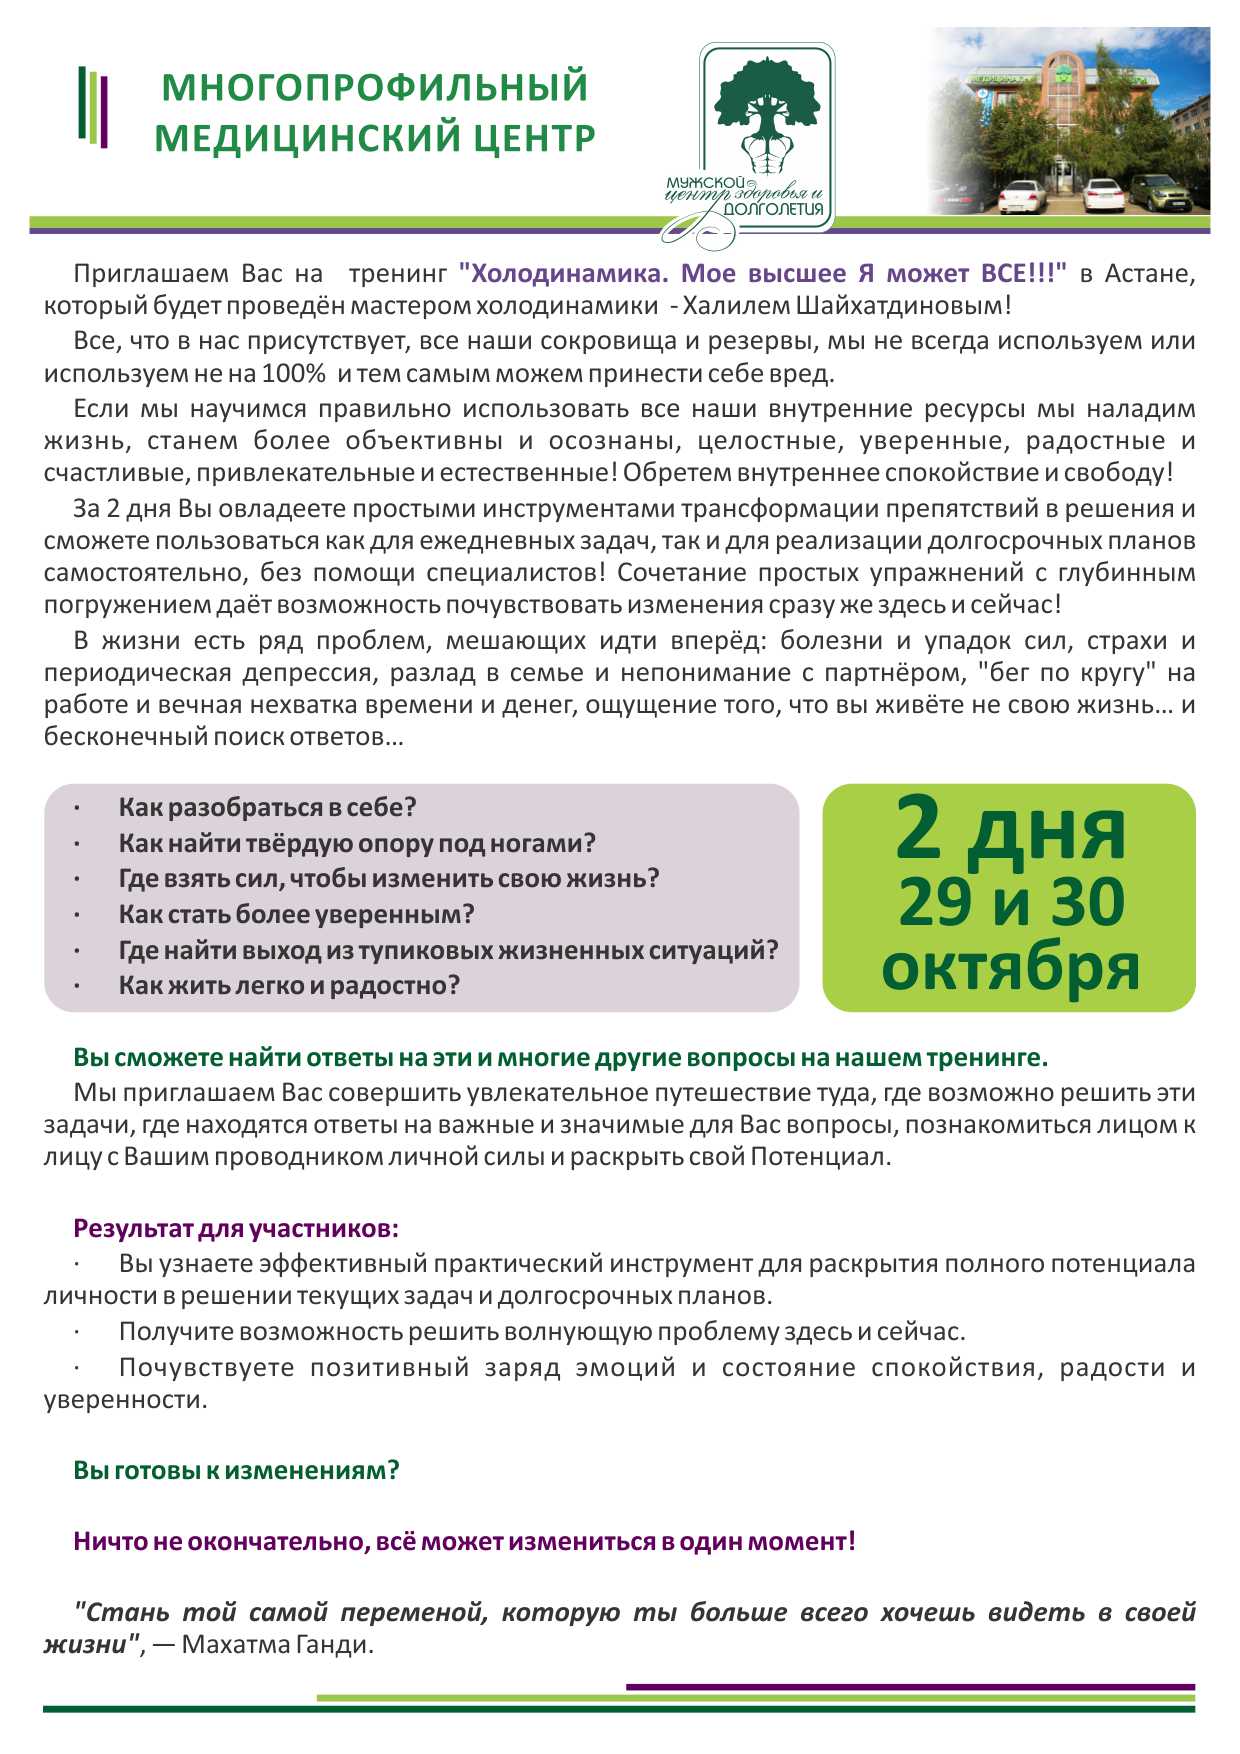 МНОГОПРОФИЛЬНЫЙ
МЕДИЦИНСКИЙ ЦЕНТР
МУЖСКОЙ
центр здоровья и
ДОЛГОЛЕТИЯ
Приглашаем Вас на тренинг "Холодинамика. Мое высшее Я может ВСЕ!!!" в Астане,
который будет проведён мастером холодинамики - Халилем Шайхатдиновым!
Все, что в нас присутствует, все наши сокровища и резервы, мы не всегда используем или
используем не на 100% и тем самым можем принести себе вред.
Если мы научимся правильно использовать все наши внутренние ресурсы мы наладим
жизнь, станем более объективны и осознаны, целостные, уверенные, радостные и
счастливые, привлекательные и естественные! Обретем внутреннее спокойствие и свободу!
За 2 дня Вы овладеете простыми инструментами трансформации препятствий в решения и
сможете пользоваться как для ежедневных задач, так и для реализации долгосрочных планов
самостоятельно, без помощи специалистов! Сочетание простых упражнений с глубинным
погружением даёт возможность почувствовать изменения сразу же здесь и сейчас!
В жизни есть ряд проблем, мешающих идти вперёд: болезни и упадок сил, страхи и
периодическая депрессия, разлад в семье и непонимание с партнёром, "бег по кругу" на
работе и вечная нехватка времени и денег, ощущение того, что вы живёте не свою жизнь… и
бесконечный поиск ответов…
· Как разобраться в себе?
· Как найти твёрдую опору под ногами?
· Где взять сил, чтобы изменить свою жизнь?
· Как стать более уверенным?
· Где найти выход из тупиковых жизненных ситуаций?
· Как жить легко и радостно?
2 дня
29 и 30
октября
Вы сможете найти ответы на эти и многие другие вопросы на нашем тренинге.
Мы приглашаем Вас совершить увлекательное путешествие туда, где возможно решить эти
задачи, где находятся ответы на важные и значимые для Вас вопросы, познакомиться лицом к
лицу с Вашим проводником личной силы и раскрыть свой Потенциал.
Результат для участников:
· Вы узнаете эффективный практический инструмент для раскрытия полного потенциала
личности в решении текущих задач и долгосрочных планов.
· Получите возможность решить волнующую проблему здесь и сейчас.
· Почувствуете позитивный заряд эмоций и состояние спокойствия, радости и
уверенности.
Вы готовы к изменениям?
Ничто не окончательно, всё может измениться в один момент!
"Стань той самой переменой, которую ты больше всего хочешь видеть в своей
жизни", — Махатма Ганди.